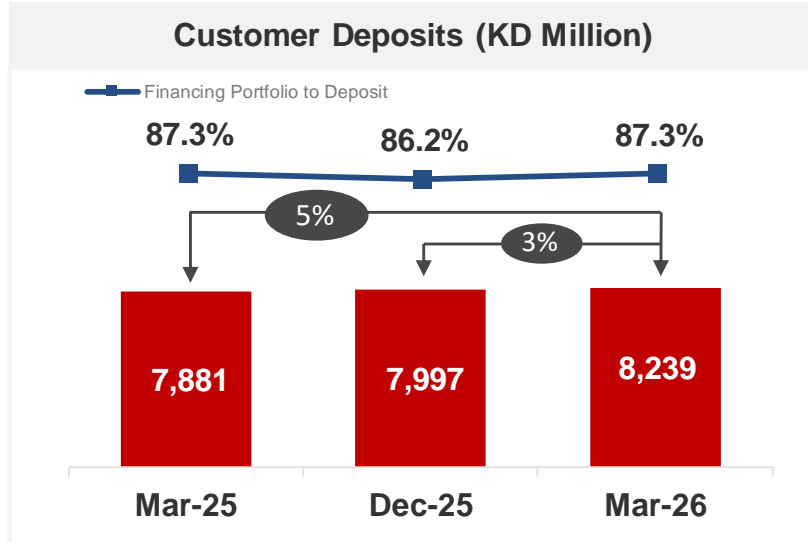 Customer Deposits (KD Million)
Financing Portfolio to Deposit
87.3% 86.2% 87.3%
5%
3%
7,881 7,997 8,239
Mar-25 Dec-25 Mar-26